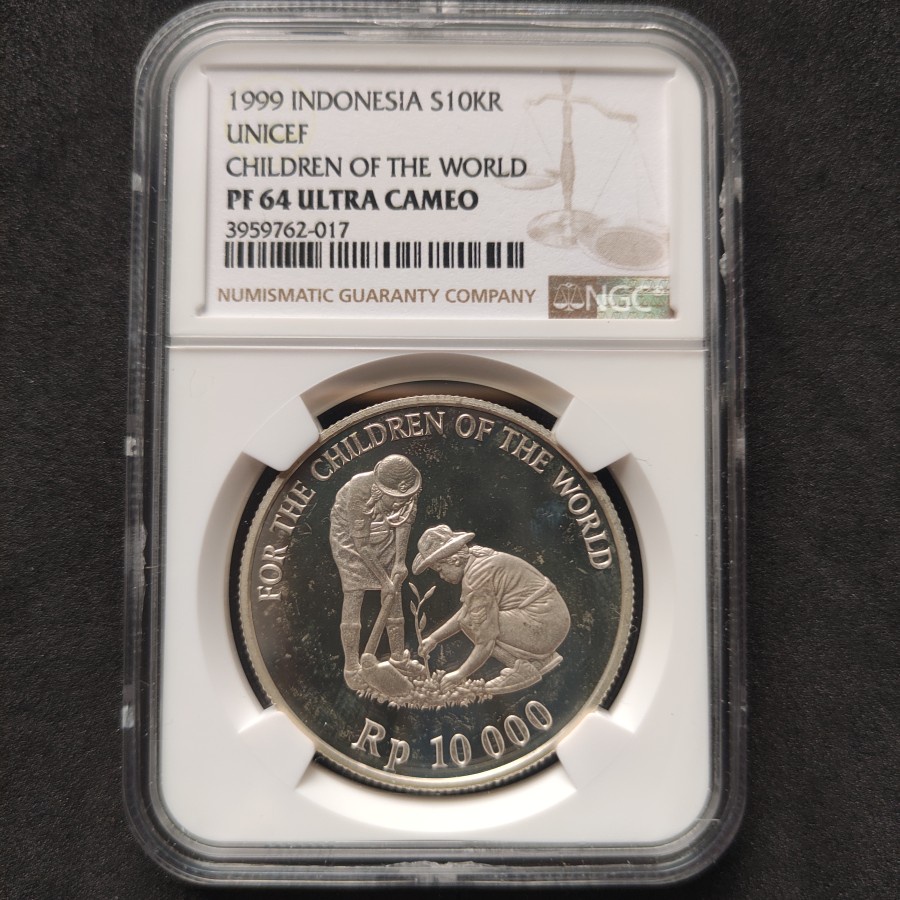 1999 INDONESIA S10KR
UNICEF
CHILDREN OF THE WORLD
PF 64 ULTRA CAMEO
3959762-017
NUMISMATIC GUARANTY COMPANY
NGC
FOR THE CHILDREN OF THE WORLD
Rp 10 000